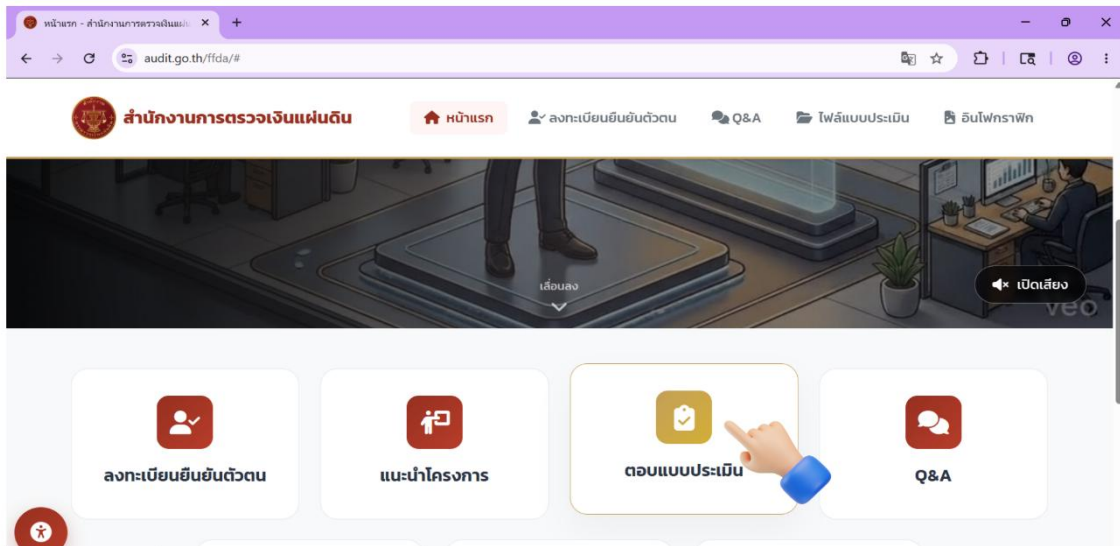 หน้าแรก - สำนักงานการตรวจเงินแผ่น
audit.go.th/ffda/#
สำนักงานการตรวจเงินแผ่นดิน
หน้าแรก
ลงทะเบียนยืนยันตัวตน
Q&A
ไฟล์แบบประเมิน
อินโฟกราฟิก
เลื่อนลง
เปิดเสียง
veo
ลงทะเบียนยืนยันตัวตน
แนะนำโครงการ
ตอบแบบประเมิน
Q&A